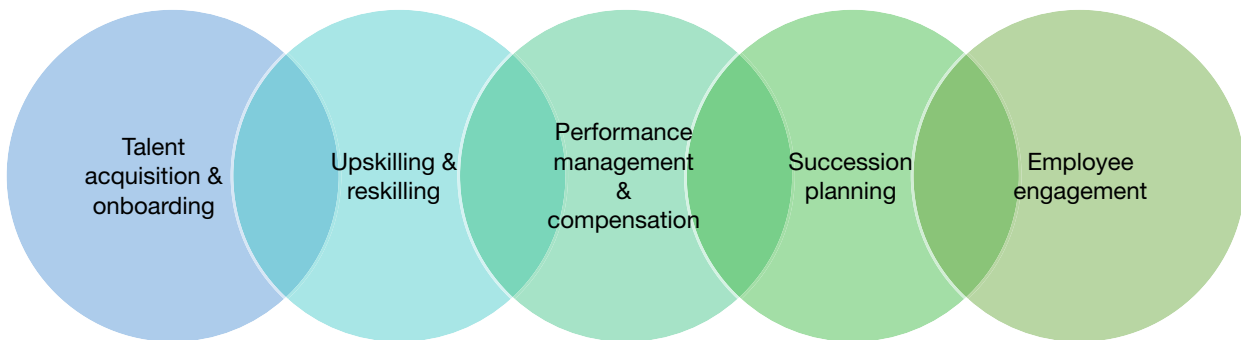 Talent
acquisition &
onboarding
Upskilling &
reskilling
Performance
management
&
compensation
Succession
planning
Employee
engagement